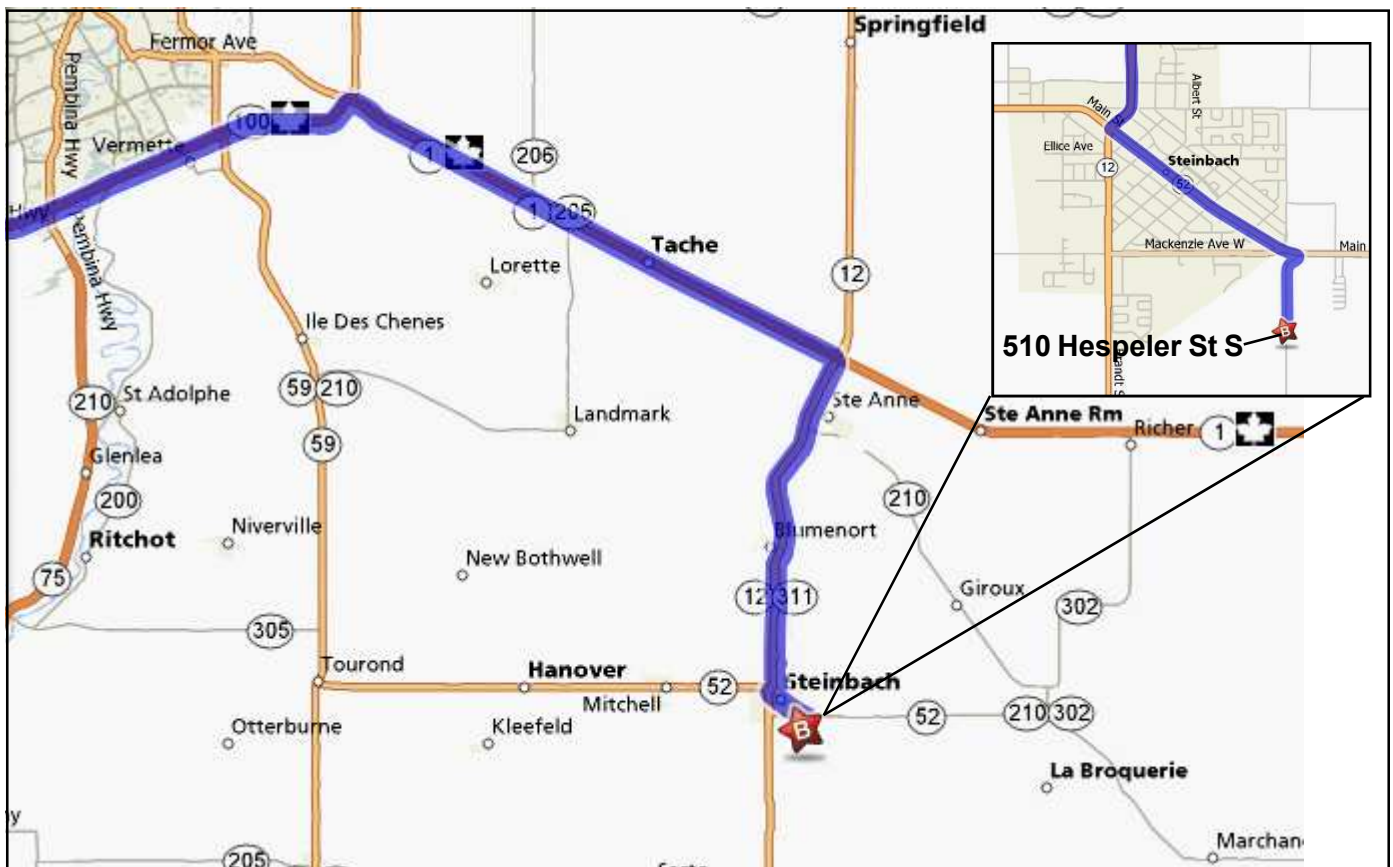 Springfield
Fermor Ave
Pembina Hwy
100
Vermette
1
206
Hwy
1
206
Tache
Pembina Hwy
Lorette
12
Ile Des Chenes
59
210
St Adolphe
210
Landmark
Ste Anne
Ste Anne Rm
Richer
1
59
Glenlea
200
210
Niverville
Ritchot
Blumenort
New Bothwell
75
Giroux
12
311
302
305
Tourond
Hanover
Mitchell
52
Steinbach
Otterburne
Kleefeld
B
52
210
302
La Broquerie
205
Albert St
Main St
Ellice Ave
Steinbach
12
52
Mackenzie Ave W
Main
B
510 Hespeler St S